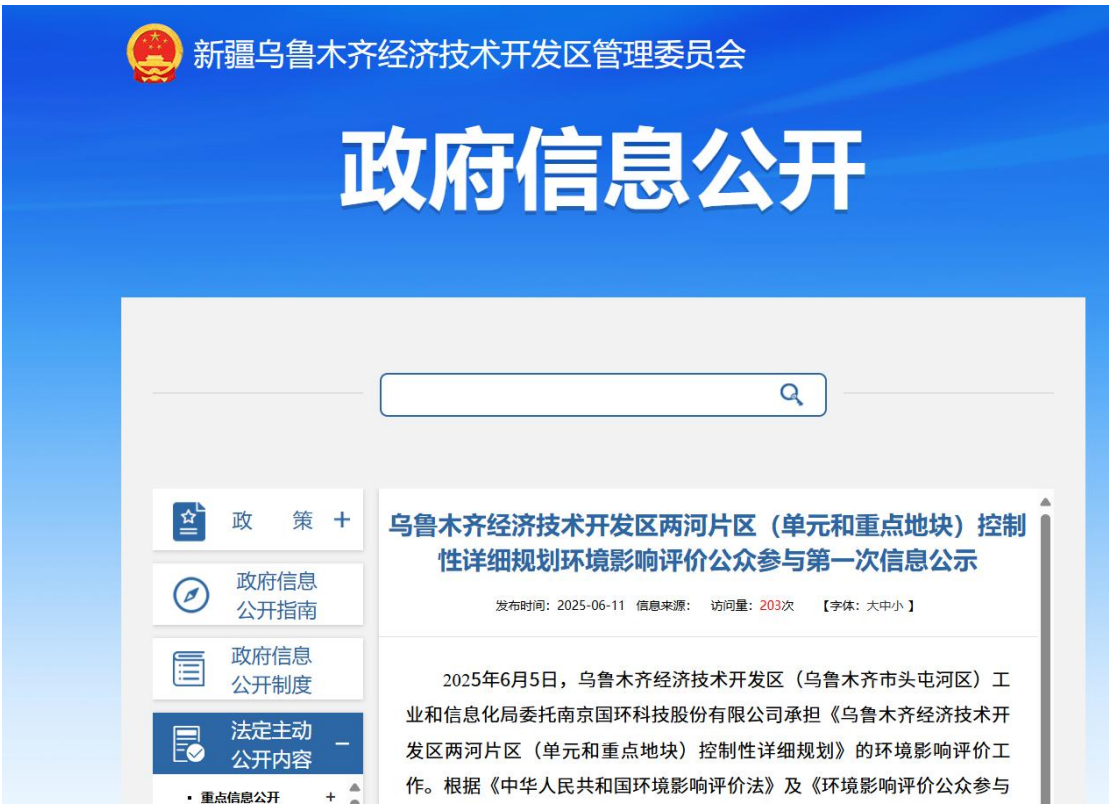 新疆乌鲁木齐经济技术开发区管理委员会
政府信息公开
政 策 +
政府信息
公开指南
政府信息
公开制度
法定主动
公开内容 −
· 重点信息公开 +
乌鲁木齐经济技术开发区两河片区（单元和重点地块）控制
性详细规划环境影响评价公众参与第一次信息公示
发布时间：2025-06-11 信息来源： 访问量：203次 【字体：大中小 】
2025年6月5日，乌鲁木齐经济技术开发区（乌鲁木齐市头屯河区）工
业和信息化局委托南京国环科技股份有限公司承担《乌鲁木齐经济技术开
发区两河片区（单元和重点地块）控制性详细规划》的环境影响评价工
作。根据《中华人民共和国环境影响评价法》及《环境影响评价公众参与